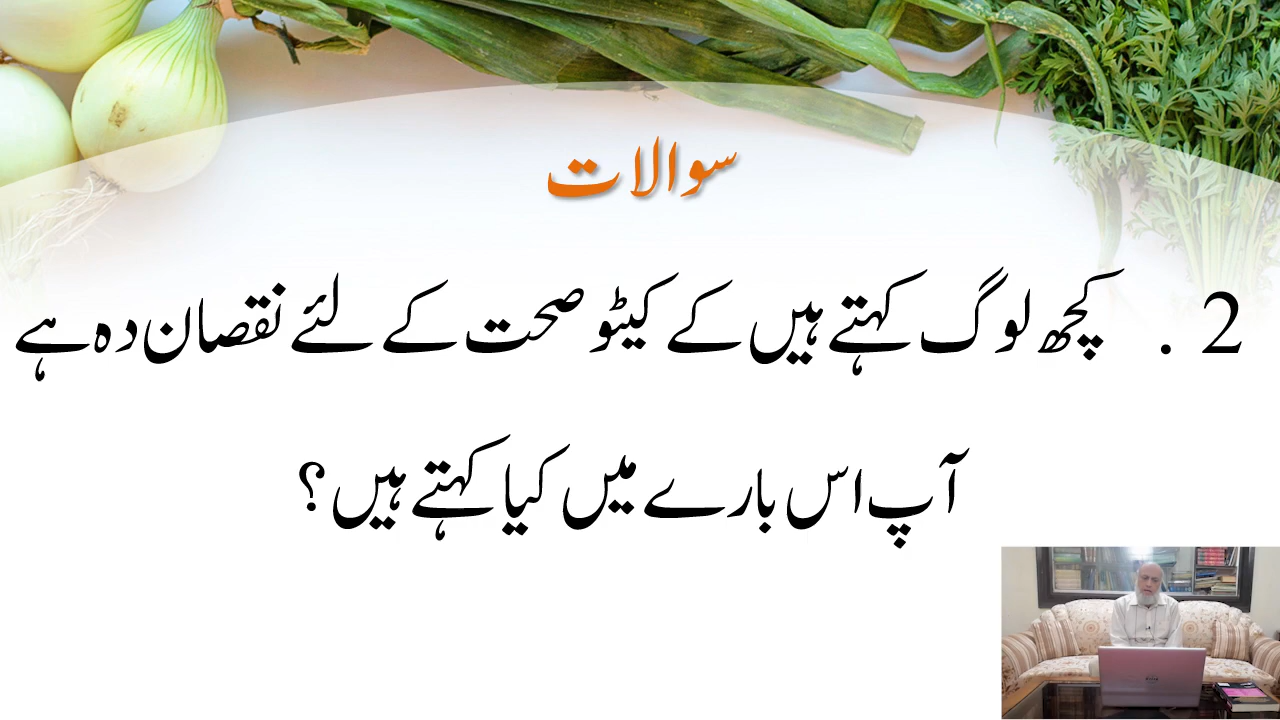 سوالات
2. کچھ لوگ کہتے ہیں کے کیٹو صحت کے لئے نقصان دہ ہے
آپ اس بارے میں کیا کہتے ہیں؟